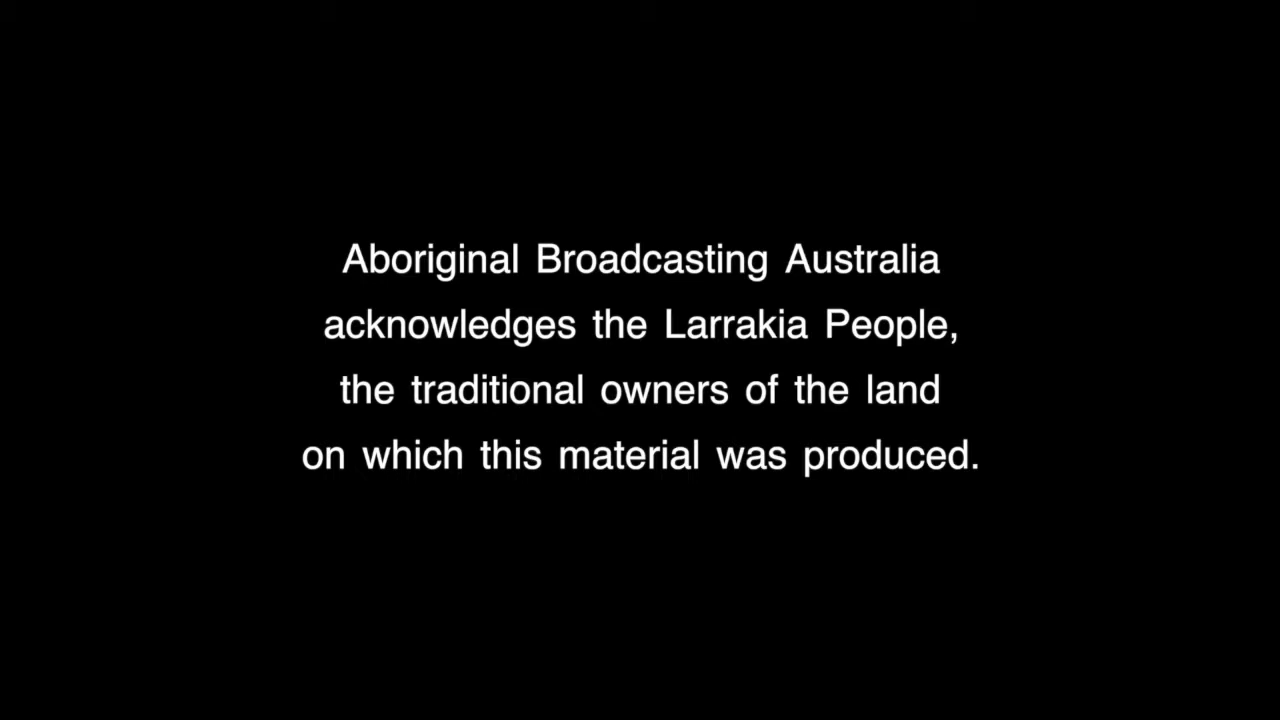 Aboriginal Broadcasting Australia
acknowledges the Larrakia People,
the traditional owners of the land
on which this material was produced.